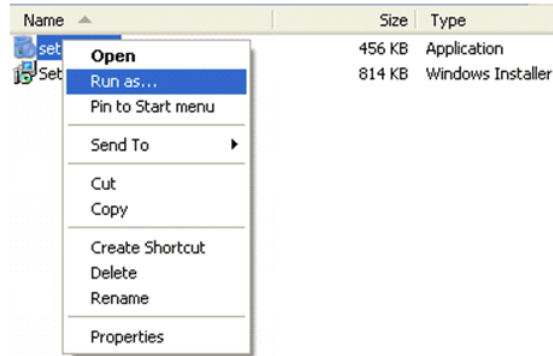 Name Size Type
set 456 KB Application
Set 814 KB Windows Installer
Open
Run as...
Pin to Start menu
Send To
Cut
Copy
Create Shortcut
Delete
Rename
Properties